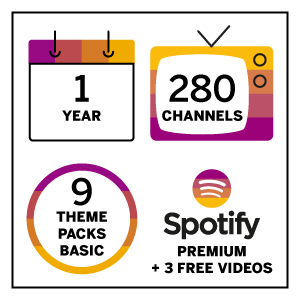 1
YEAR
280
CHANNELS
9
THEME
PACKS
BASIC
Spotify
PREMIUM
+ 3 FREE VIDEOS